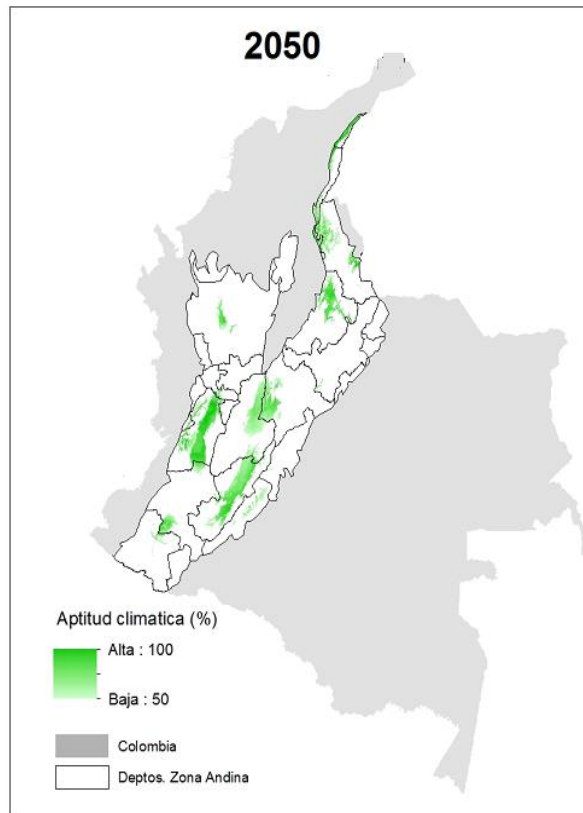 2050
Aptitud climatica (%)
Alta : 100
Baja : 50
Colombia
Deptos. Zona Andina